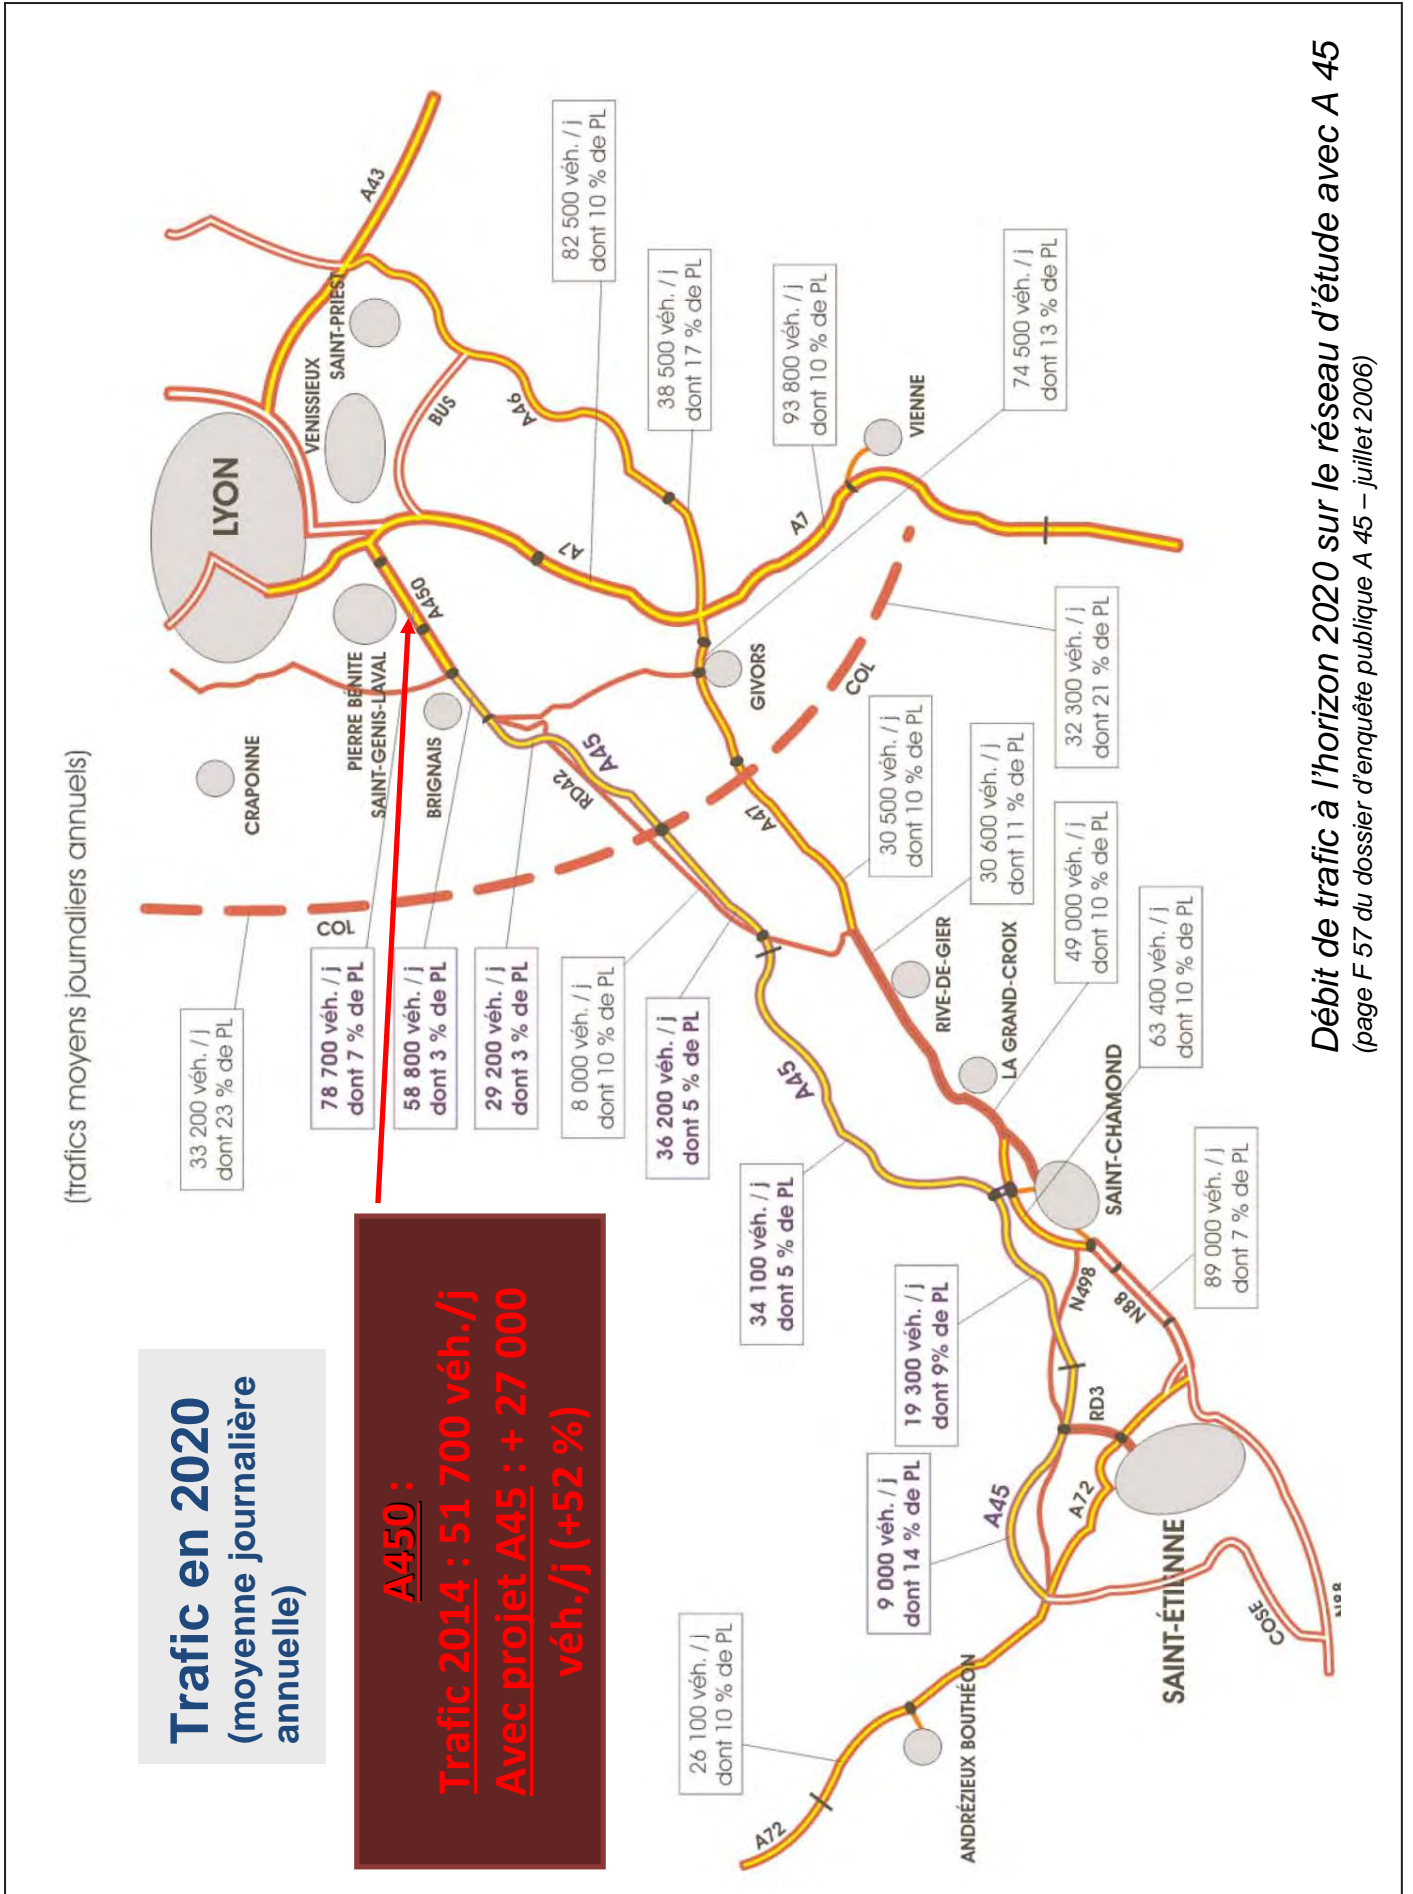 Trafic en 2020
(moyenne journalière
annuelle)
(trafics moyens journaliers annuels)
A450 :
Trafic 2014 : 51 700 véh./j
Avec projet A45 : + 27 000
véh./j (+52 %)
33 200 véh. / j
dont 23 % de PL
78 700 véh. / j
dont 7 % de PL
58 800 véh. / j
dont 3 % de PL
29 200 véh. / j
dont 3 % de PL
8 000 véh. / j
dont 10 % de PL
36 200 véh. / j
dont 5 % de PL
34 100 véh. / j
dont 5 % de PL
19 300 véh. / j
dont 9% de PL
9 000 véh. / j
dont 14 % de PL
26 100 véh. / j
dont 10 % de PL
82 500 véh. / j
dont 10 % de PL
38 500 véh. / j
dont 17 % de PL
93 800 véh. / j
dont 10 % de PL
74 500 véh. / j
dont 13 % de PL
32 300 véh. / j
dont 21 % de PL
30 500 véh. / j
dont 10 % de PL
30 600 véh. / j
dont 11 % de PL
49 000 véh. / j
dont 10 % de PL
63 400 véh. / j
dont 10 % de PL
89 000 véh. / j
dont 7 % de PL
LYON
CRAPONNE
PIERRE BÉNITE
SAINT-GENIS-LAVAL
BRIGNAIS
VENISSIEUX
SAINT-PRIEST
A43
BUS
A46
A450
A7
A7
VIENNE
GIVORS
COL
COL
A45
RD42
A47
RIVE-DE-GIER
LA GRAND-CROIX
A45
SAINT-CHAMOND
N498
N88
RD3
A45
A72
SAINT-ÉTIENNE
COSE
N88
ANDRÉZIEUX BOUTHÉON
A72
Débit de trafic à l'horizon 2020 sur le réseau d'étude avec A 45
(page F 57 du dossier d'enquête publique A 45 – juillet 2006)